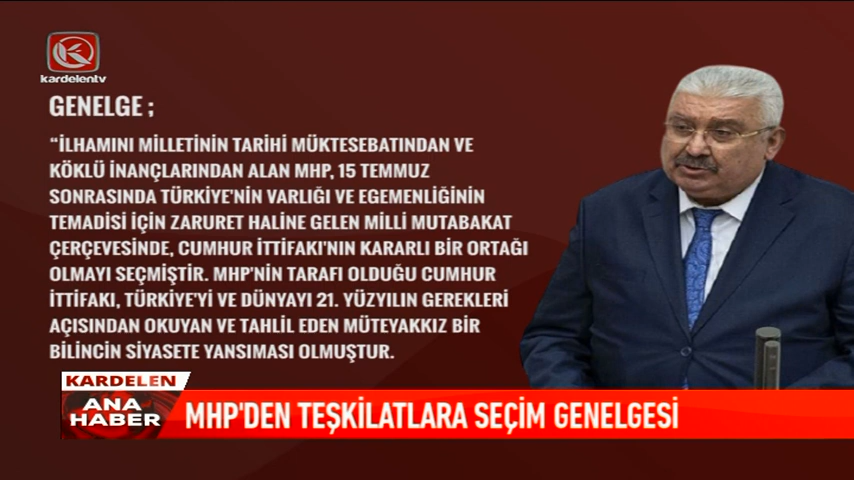 kardelentv
GENELGE ;
“İLHAMINI MİLLETİNİN TARİHİ MÜKTESEBATINDAN VE
KÖKLÜ İNANÇLARINDAN ALAN MHP, 15 TEMMUZ
SONRASINDA TÜRKİYE'NİN VARLIĞI VE EGEMENLİĞİNİN
TEMADİSİ İÇİN ZARURET HALİNE GELEN MİLLİ MUTABAKAT
ÇERÇEVESİNDE, CUMHUR İTTİFAKI'NIN KARARLI BİR ORTAĞI
OLMAYI SEÇMİŞTİR. MHP'NİN TARAFI OLDUĞU CUMHUR
İTTİFAKI, TÜRKİYE'Yİ VE DÜNYAYI 21. YÜZYILIN GEREKLERİ
AÇISINDAN OKUYAN VE TAHLİL EDEN MÜTEYAKKIZ BİR
BİLİNCİN SİYASETE YANSIMASI OLMUŞTUR.
KARDELEN
ANA
HABER
MHP'DEN TEŞKİLATLARA SEÇİM GENELGESİ